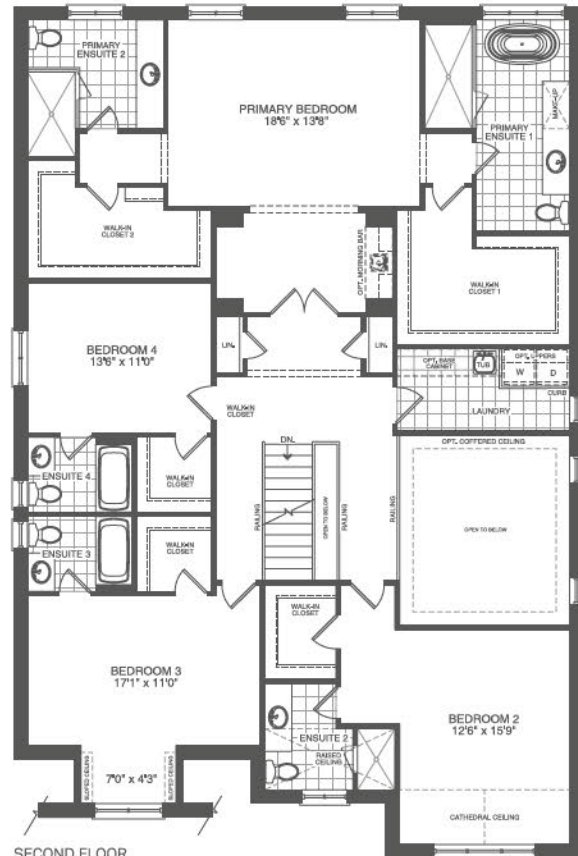 PRIMARY
ENSUITE 2
PRIMARY BEDROOM
18'6" x 13'8"
PRIMARY
ENSUITE 1
MAKE-UP
WALK-IN
CLOSET 2
OPT. MORNING BAR
WALK-IN
CLOSET 1
BEDROOM 4
13'6" x 11'0"
LIN.
LIN.
OPT. BASE
CABINET
TUB
OPT. UPPERS
W
D
CURB
LAUNDRY
WALK-IN
CLOSET
DN.
OPT. COFFERED CEILING
ENSUITE 4
WALK-IN
CLOSET
RAILING
OPEN TO BELOW
RAILING
RAILING
OPEN TO BELOW
ENSUITE 3
WALK-IN
CLOSET
WALK-IN
CLOSET
BEDROOM 3
17'1" x 11'0"
ENSUITE 2
RAISED
CEILING
BEDROOM 2
12'6" x 15'9"
SLOPED CEILING
7'0" x 4'3"
SLOPED CEILING
CATHEDRAL CEILING
SECOND FLOOR